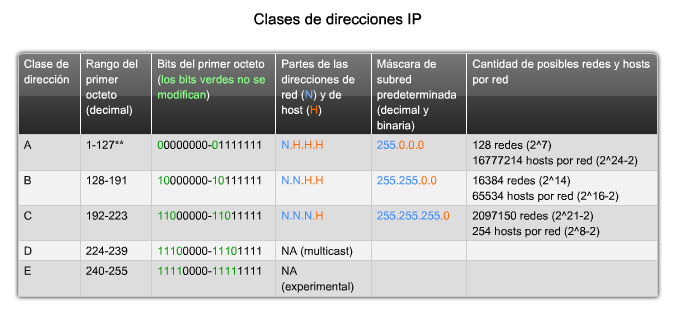 Clases de direcciones IP
Clase de dirección | Rango del primer octeto (decimal) | Bits del primer octeto (los bits verdes no se modifican) | Partes de las direcciones de red (N) y de host (H) | Máscara de subred predeterminada (decimal y binaria) | Cantidad de posibles redes y hosts por red
A | 1-127** | 00000000-01111111 | N.H.H.H | 255.0.0.0 | 128 redes (2^7)
16777214 hosts por red (2^24-2)
B | 128-191 | 10000000-10111111 | N.N.H.H | 255.255.0.0 | 16384 redes (2^14)
65534 hosts por red (2^16-2)
C | 192-223 | 11000000-11011111 | N.N.N.H | 255.255.255.0 | 2097150 redes (2^21-2)
254 hosts por red (2^8-2)
D | 224-239 | 11100000-11101111 | NA (multicast)
E | 240-255 | 11110000-11111111 | NA (experimental)